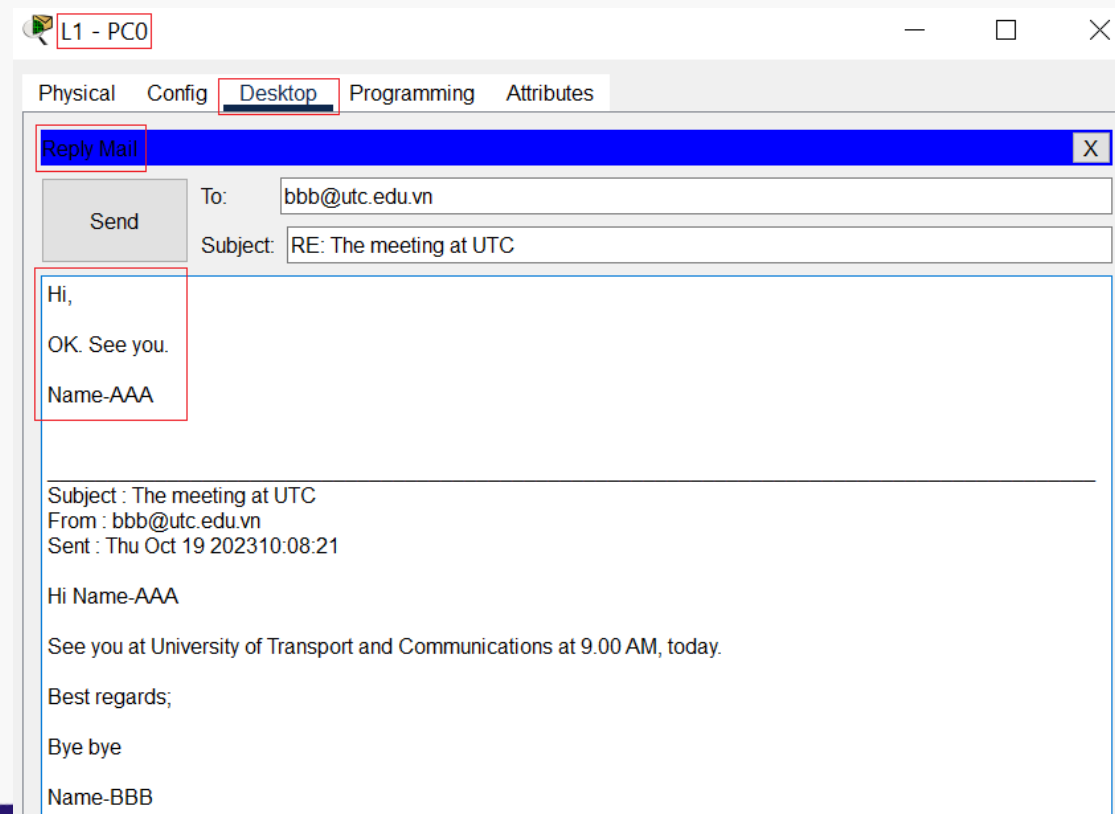 L1 - PC0
Physical Config Desktop Programming Attributes
Reply Mail X
Send
To: bbb@utc.edu.vn
Subject: RE: The meeting at UTC
Hi,
OK. See you.
Name-AAA
Subject : The meeting at UTC
From : bbb@utc.edu.vn
Sent : Thu Oct 19 202310:08:21
Hi Name-AAA
See you at University of Transport and Communications at 9.00 AM, today.
Best regards;
Bye bye
Name-BBB